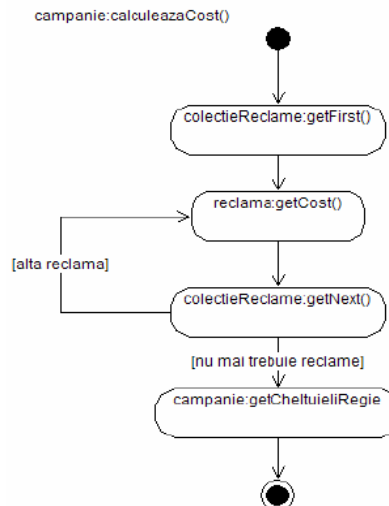 campanie:calculeazaCost()
colectieReclame:getFirst()
reclama:getCost()
[alta reclama]
colectieReclame:getNext()
[nu mai trebuie reclame]
campanie:getCheltuieliRegie